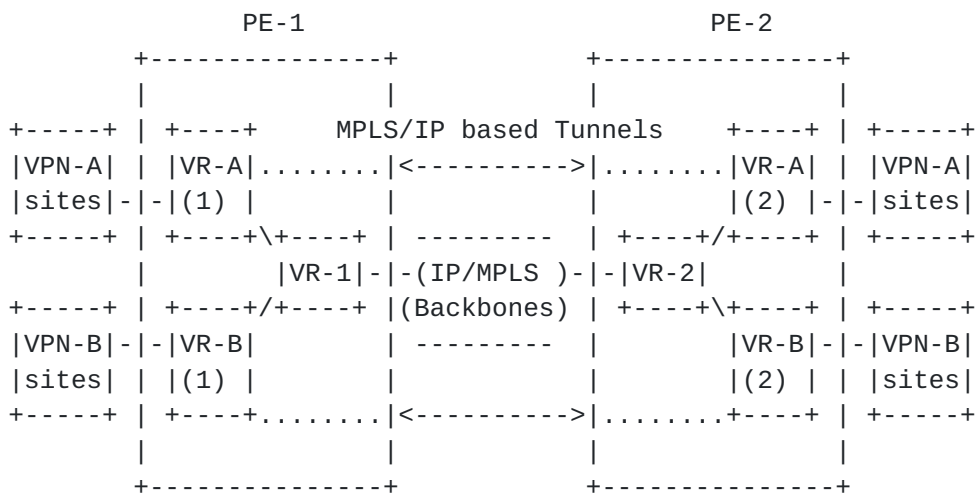 PE-1 PE-2
MPLS/IP based Tunnels
VPN-A VR-A VR-A VPN-A
sites (1) (2) sites
VR-1 (IP/MPLS ) VR-2
(Backbones)
VPN-B VR-B VR-B VPN-B
sites (1) (2) sites